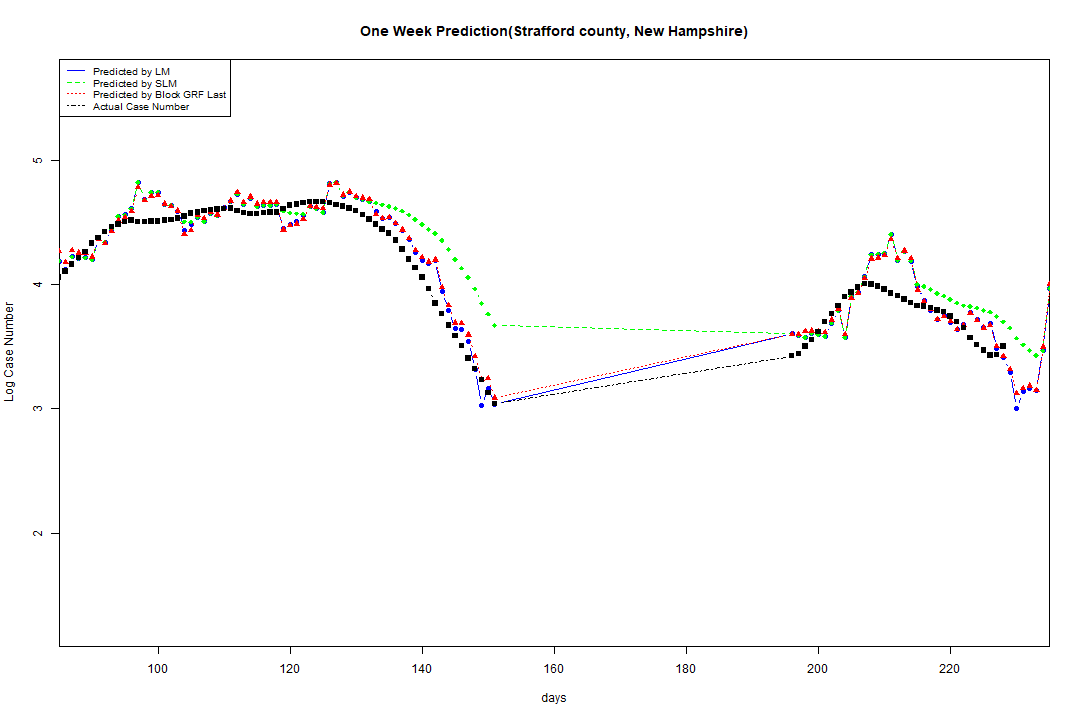 One Week Prediction(Strafford county, New Hampshire)
Predicted by LM
Predicted by SLM
Predicted by Block GRF Last
Actual Case Number
5
4
3
2
Log Case Number
100 120 140 160 180 200 220
days